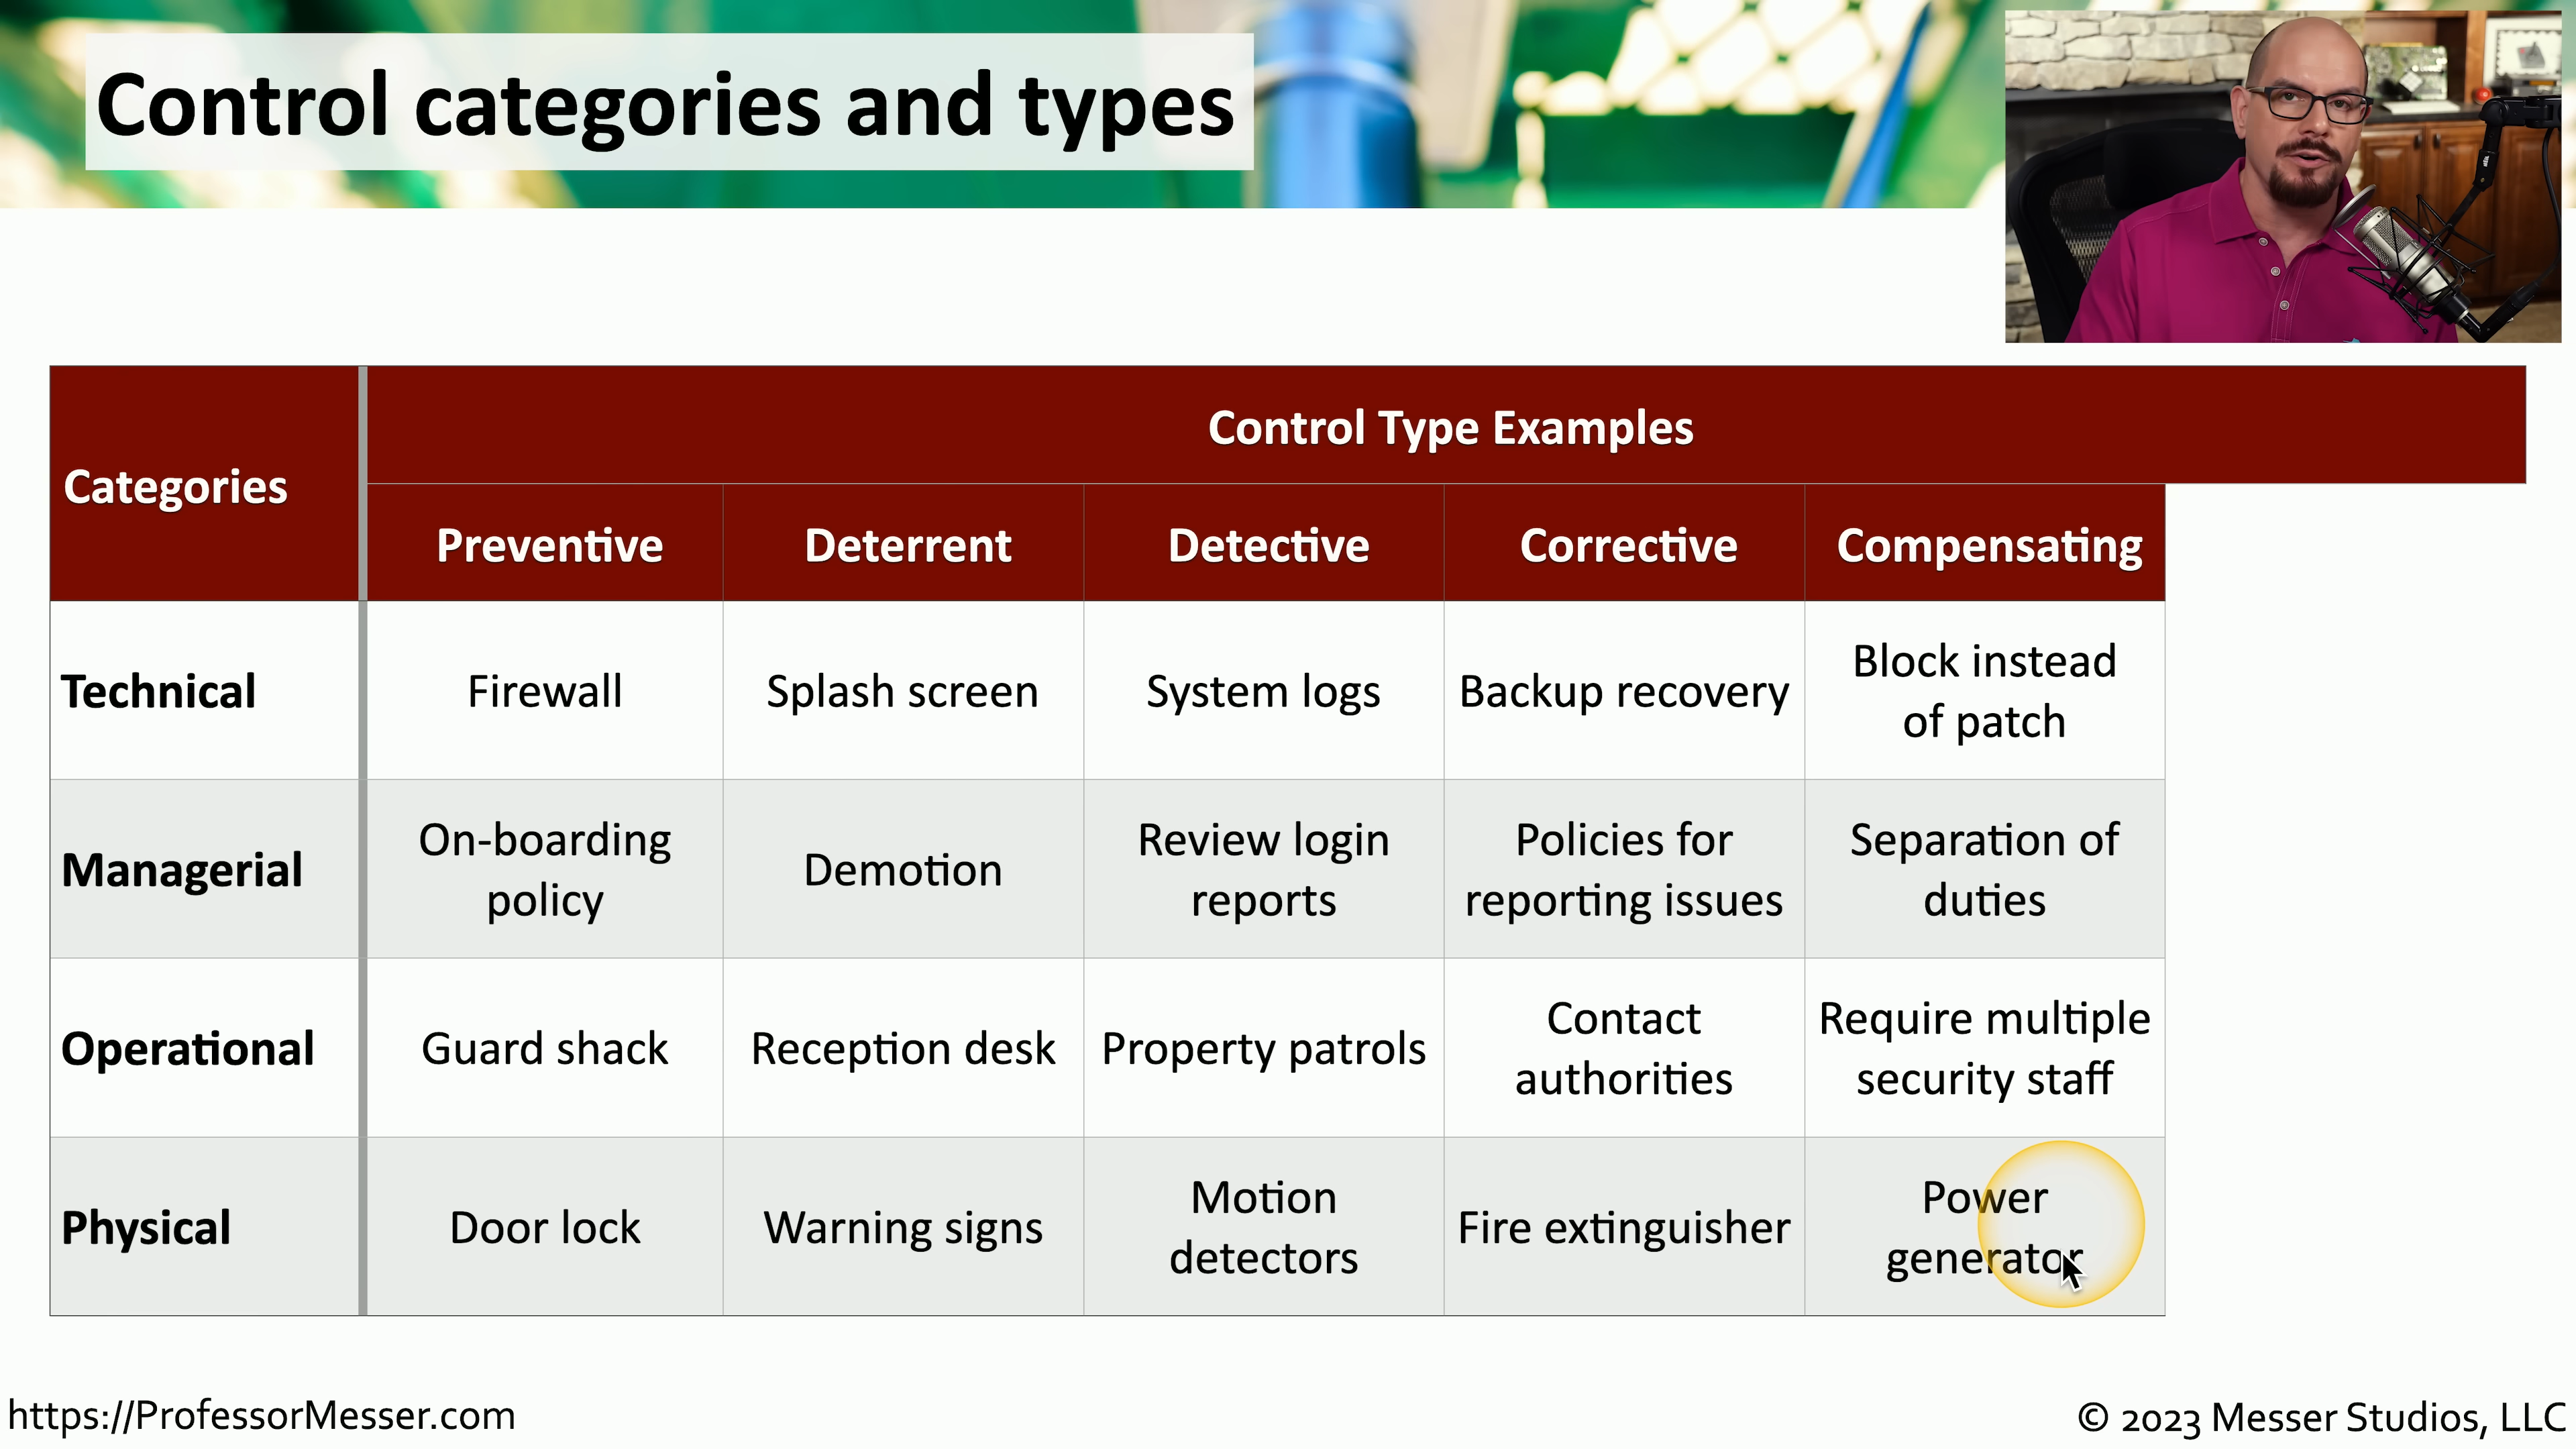 Control categories and types
Control Type Examples
Categories
Preventive Deterrent Detective Corrective Compensating
Technical
Firewall
Splash screen
System logs
Backup recovery
Block instead
of patch
Managerial
On-boarding
policy
Demotion
Review login
reports
Policies for
reporting issues
Separation of
duties
Operational
Guard shack
Reception desk
Property patrols
Contact
authorities
Require multiple
security staff
Physical
Door lock
Warning signs
Motion
detectors
Fire extinguisher
Power
generator
https://ProfessorMesser.com
© 2023 Messer Studios, LLC